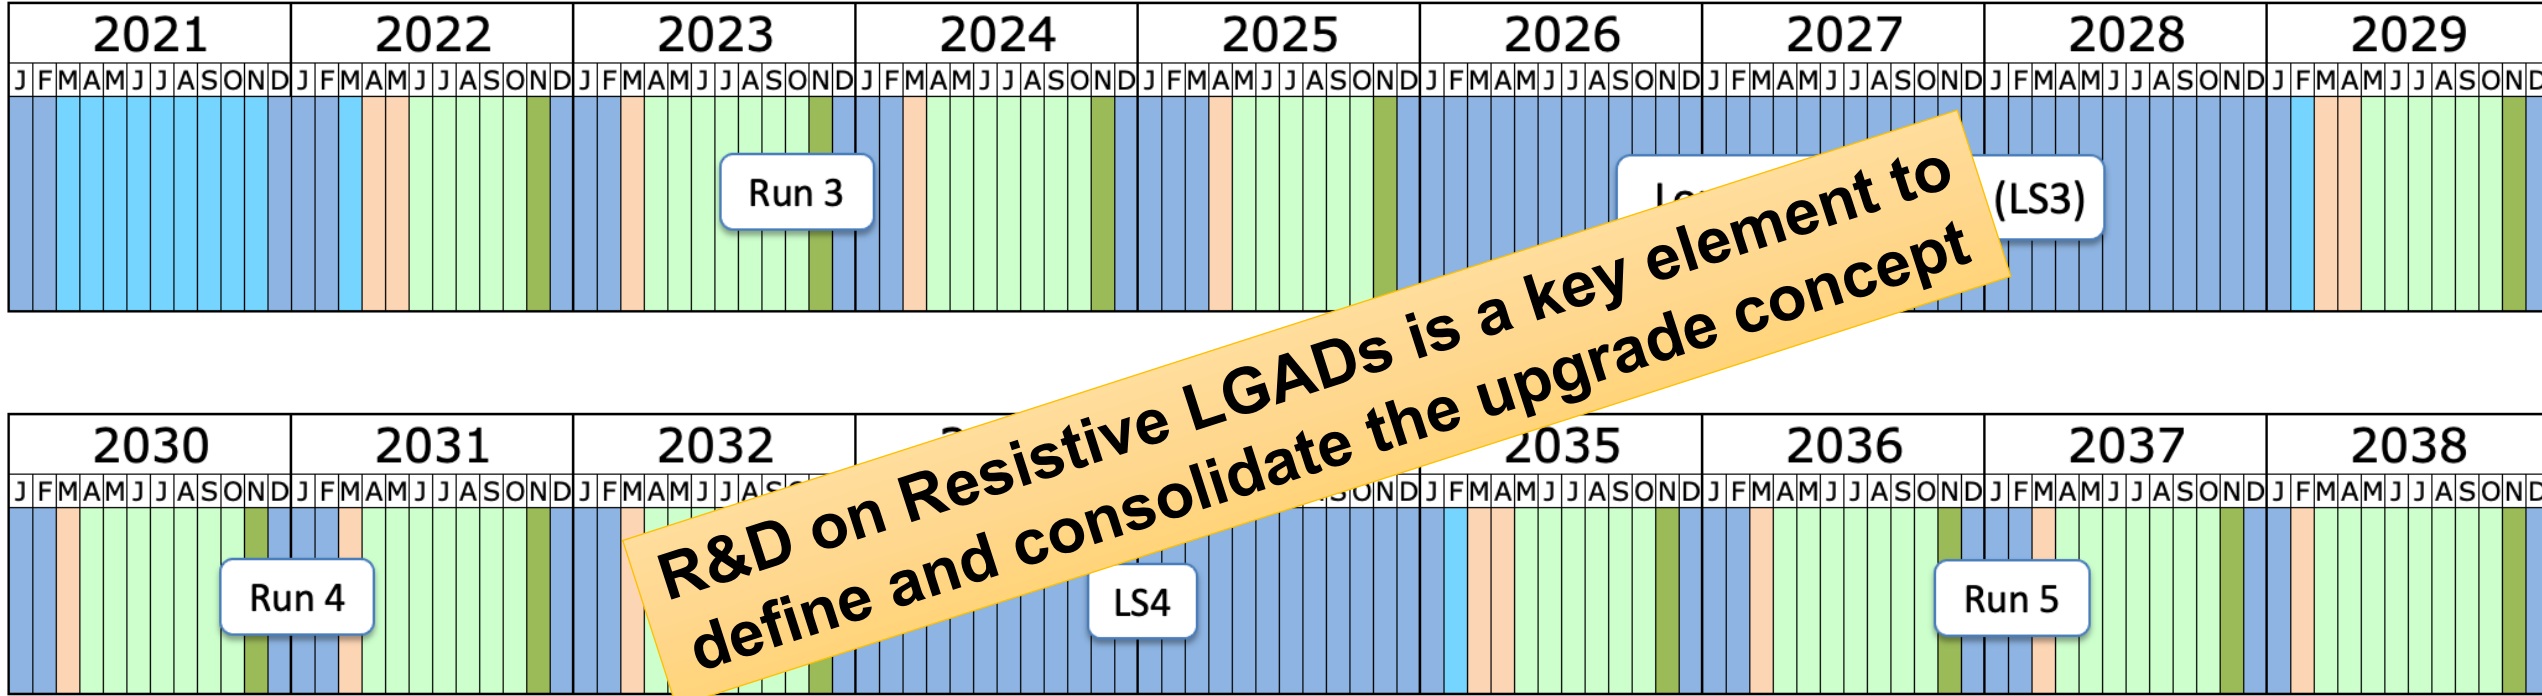 2021 2022 2023 2024 2025 2026 2027 2028 2029
J F M A M J J A S O N D J F M A M J J A S O N D J F M A M J J A S O N D J F M A M J J A S O N D J F M A M J J A S O N D J F M A M J J A S O N D J F M A M J J A S O N D J F M A M J J A S O N D J F M A M J J A S O N D
Run 3
(LS3)
R&D on Resistive LGADs is a key element to
define and consolidate the upgrade concept
2030 2031 2032 2035 2036 2037 2038
J F M A M J J A S O N D J F M A M J J A S O N D J F M A M J J A S O N D J F M A M J J A S O N D J F M A M J J A S O N D J F M A M J J A S O N D J F M A M J J A S O N D
Run 4
LS4
Run 5